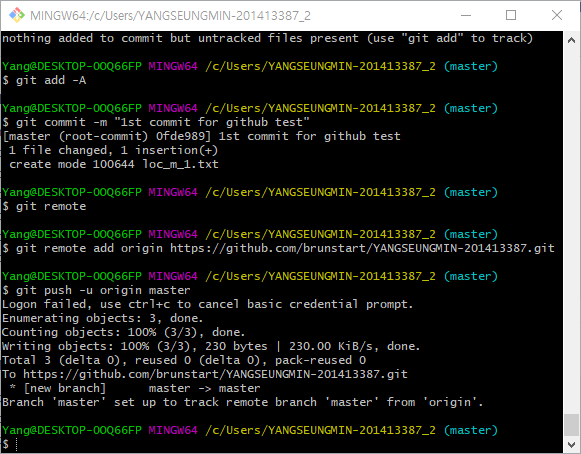 MINGW64:/c/Users/YANGSEUNGMIN-201413387_2
nothing added to commit but untracked files present (use "git add" to track)
Yang@DESKTOP-OOQ66FP MINGW64 /c/Users/YANGSEUNGMIN-201413387_2 (master)
$ git add -A
Yang@DESKTOP-OOQ66FP MINGW64 /c/Users/YANGSEUNGMIN-201413387_2 (master)
$ git commit -m "1st commit for github test"
[master (root-commit) 0fde989] 1st commit for github test
 1 file changed, 1 insertion(+)
 create mode 100644 loc_m_1.txt
Yang@DESKTOP-OOQ66FP MINGW64 /c/Users/YANGSEUNGMIN-201413387_2 (master)
$ git remote
Yang@DESKTOP-OOQ66FP MINGW64 /c/Users/YANGSEUNGMIN-201413387_2 (master)
$ git remote add origin https://github.com/brunstart/YANGSEUNGMIN-201413387.git
Yang@DESKTOP-OOQ66FP MINGW64 /c/Users/YANGSEUNGMIN-201413387_2 (master)
$ git push -u origin master
Logon failed, use ctrl+c to cancel basic credential prompt.
Enumerating objects: 3, done.
Counting objects: 100% (3/3), done.
Writing objects: 100% (3/3), 230 bytes | 230.00 KiB/s, done.
Total 3 (delta 0), reused 0 (delta 0), pack-reused 0
To https://github.com/brunstart/YANGSEUNGMIN-201413387.git
 * [new branch]      master -> master
Branch 'master' set up to track remote branch 'master' from 'origin'.
Yang@DESKTOP-OOQ66FP MINGW64 /c/Users/YANGSEUNGMIN-201413387_2 (master)
$